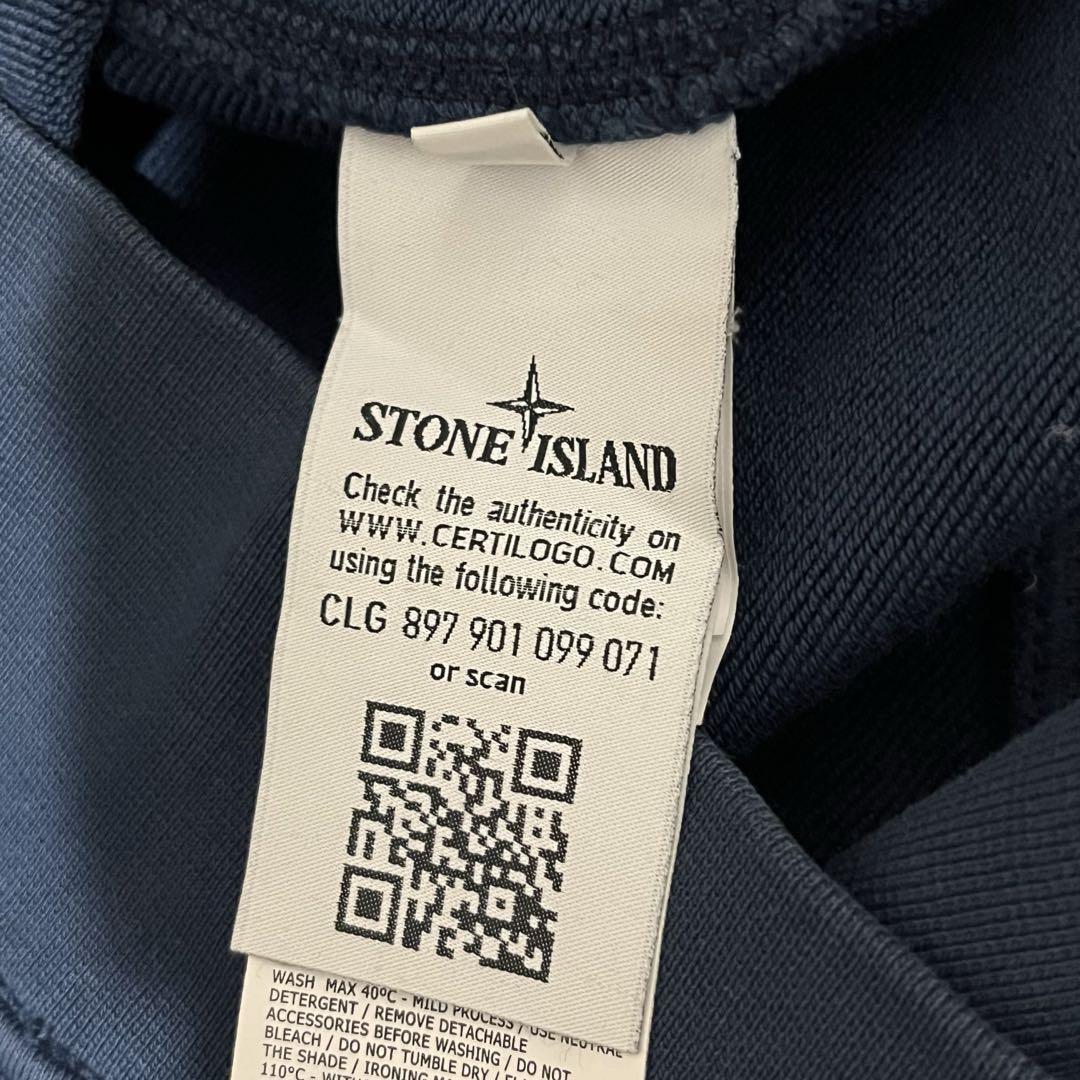 STONE ISLAND
Check the authenticity on
WWW.CERTILOGO.COM
using the following code:
CLG 897 901 099 071
or scan
WASH MAX 40ºC - MILD PROCESS / USE NEUTRAL
DETERGENT / REMOVE DETACHABLE
ACCESSORIES BEFORE WASHING / DO NOT
BLEACH / DO NOT TUMBLE DRY /
THE SHADE / IRONING
110ºC -